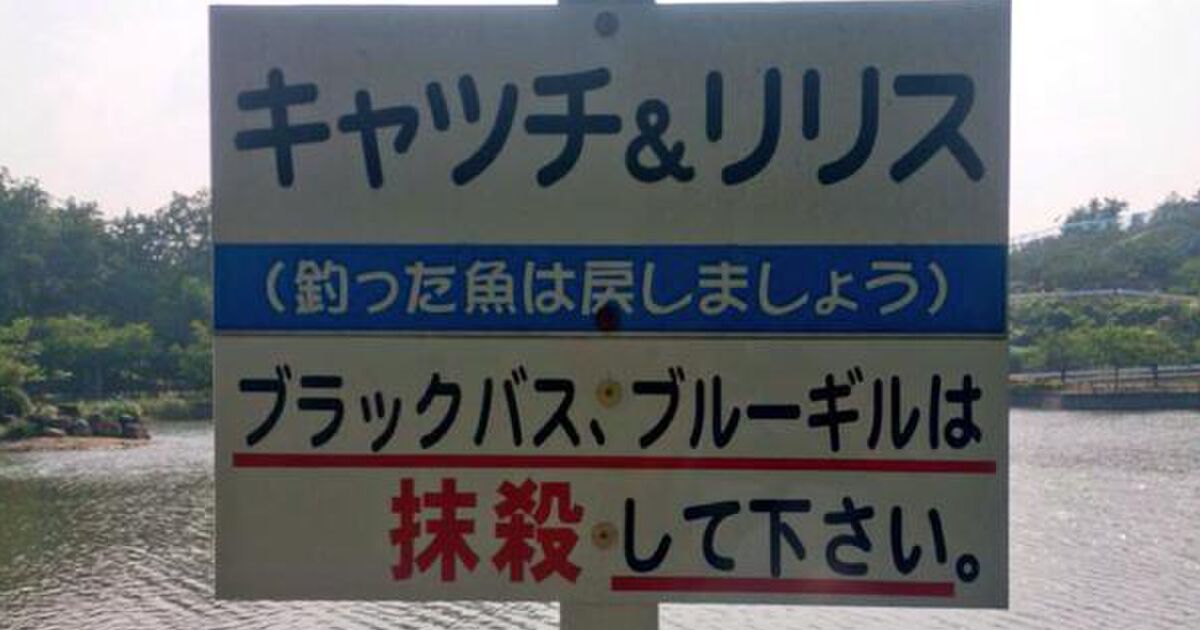 キャッチ&リリス
(釣った魚は戻しましょう)
ブラックバス、ブルーギルは
抹殺して下さい。